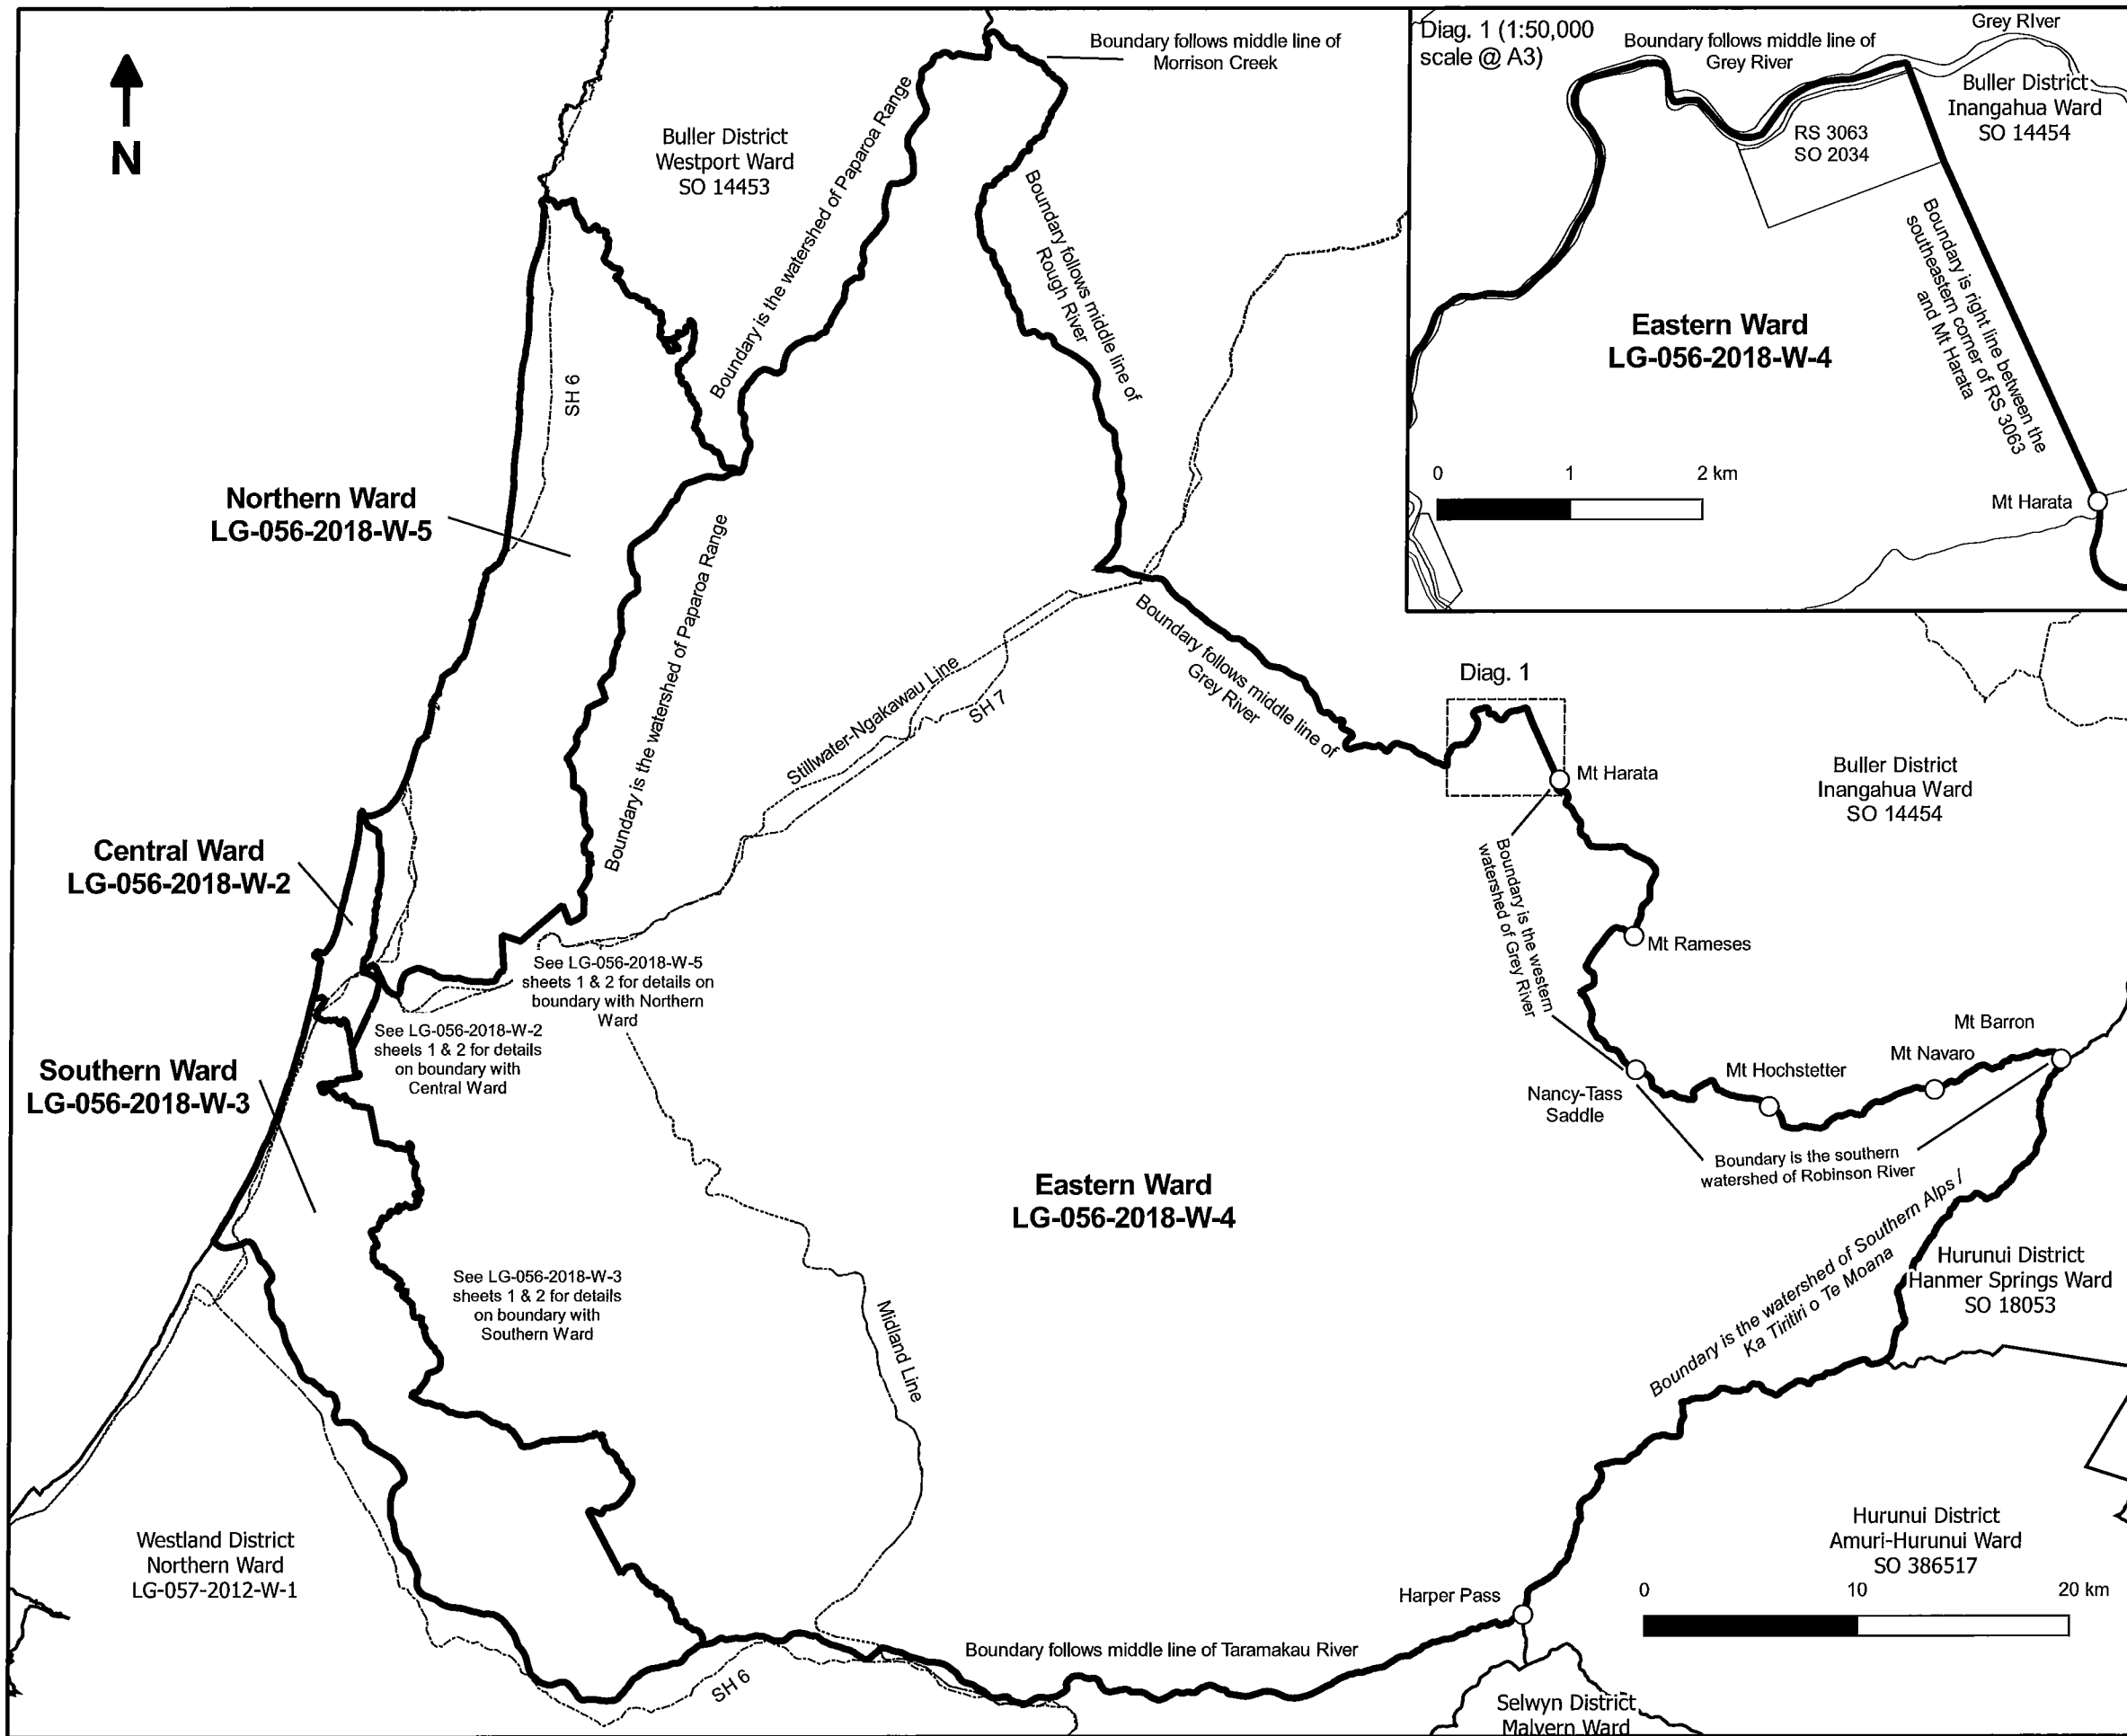 N
Buller District
Westport Ward
SO 14453
Boundary is the watershed of Paparoa Range
Boundary follows middle line of
Morrison Creek
Boundary follows middle line of
Rough River
SH 6
Northern Ward
LG-056-2018-W-5
Boundary is the watershed of Paparoa Range
Diag. 1 (1:50,000
scale @ A3)
Boundary follows middle line of
Grey River
Grey River
Buller District
Inangahua Ward
SO 14454
RS 3063
SO 2034
Boundary is right line between the
southeastern corner of RS 3063
and Mt Harata
Eastern Ward
LG-056-2018-W-4
0 1 2 km
Mt Harata
Boundary follows middle line of
Grey River
Stillwater-Ngakawau Line
SH 7
Diag. 1
Mt Harata
Buller District
Inangahua Ward
SO 14454
Central Ward
LG-056-2018-W-2
Boundary is the western
watershed of Grey River
Mt Rameses
See LG-056-2018-W-5
sheets 1 & 2 for details on
boundary with Northern
Ward
See LG-056-2018-W-2
sheets 1 & 2 for details
on boundary with
Central Ward
Southern Ward
LG-056-2018-W-3
Mt Barron
Mt Navaro
Mt Hochstetter
Nancy-Tass
Saddle
Boundary is the southern
watershed of Robinson River
Eastern Ward
LG-056-2018-W-4
Boundary is the watershed of Southern Alps /
Ka Tiritiri o Te Moana
Hurunui District
Hanmer Springs Ward
SO 18053
See LG-056-2018-W-3
sheets 1 & 2 for details
on boundary with
Southern Ward
Midland Line
Westland District
Northern Ward
LG-057-2012-W-1
Hurunui District
Amuri-Hurunui Ward
SO 386517
0 10 20 km
Harper Pass
Boundary follows middle line of Taramakau River
SH 6
Selwyn District
Malvern Ward